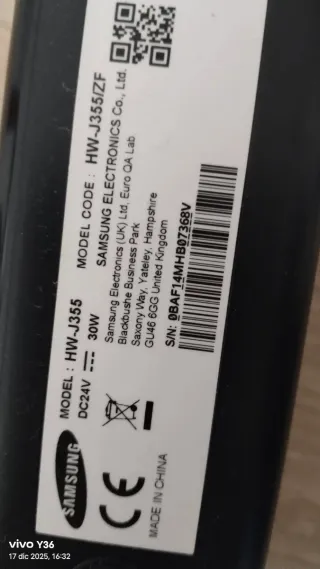 SAMSUNG
MODEL : HW-J355
MODEL CODE : HW-J355/ZF
DC24V ⎓ 30W
SAMSUNG ELECTRONICS Co., Ltd.
Samsung Electronics (UK) Ltd, Euro QA Lab
Blackbushe Business Park
Saxony Way, Yateley, Hampshire
GU46 6GG United Kingdom
S/N: 0BAF14MHB07368V
CE
MADE IN CHINA
vivo Y36
17 dic 2025, 16:32